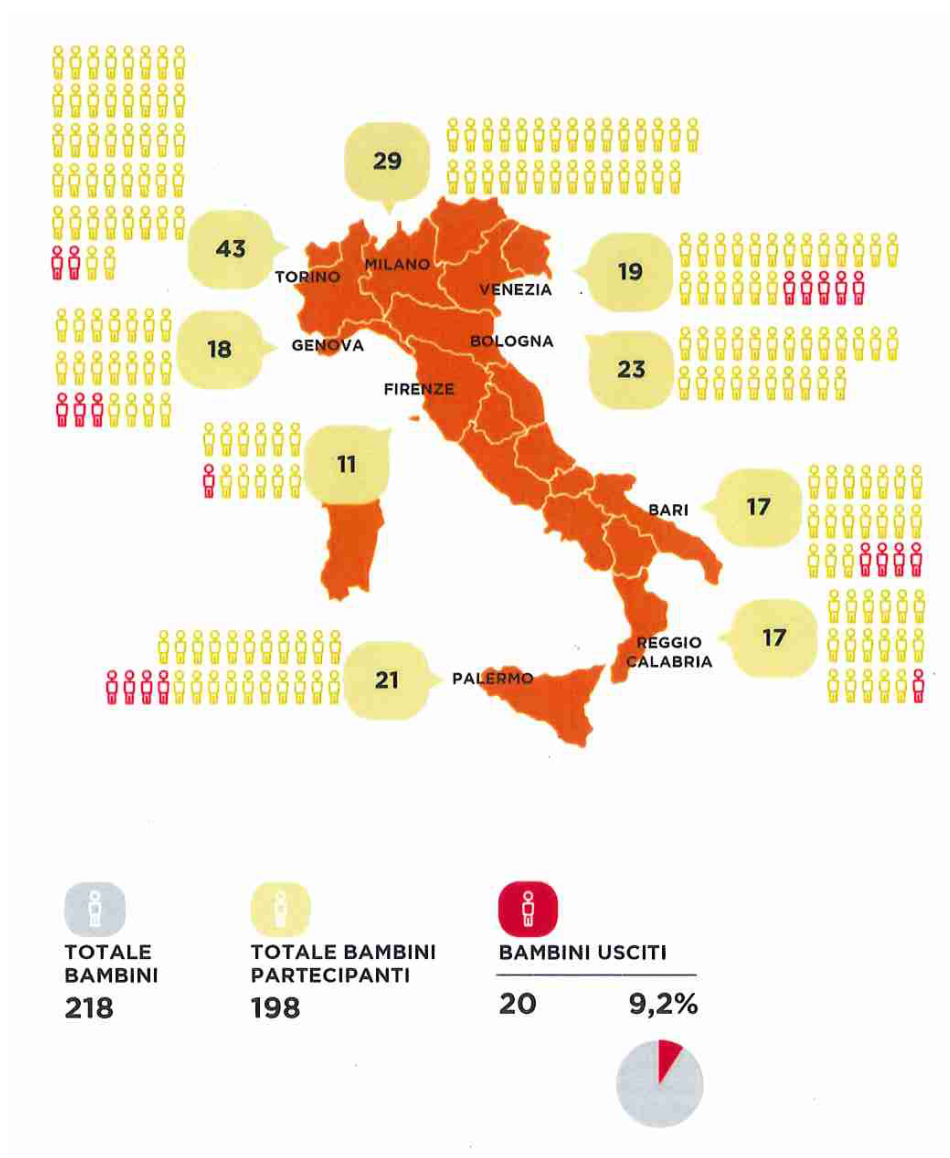 29
43
TORINO
MILANO
19
VENEZIA
18
GENOVA
BOLOGNA
23
FIRENZE
11
BARI
17
REGGIO
CALABRIA
17
21
PALERMO
TOTALE
BAMBINI
218
TOTALE BAMBINI
PARTECIPANTI
198
BAMBINI USCITI
20 9,2%